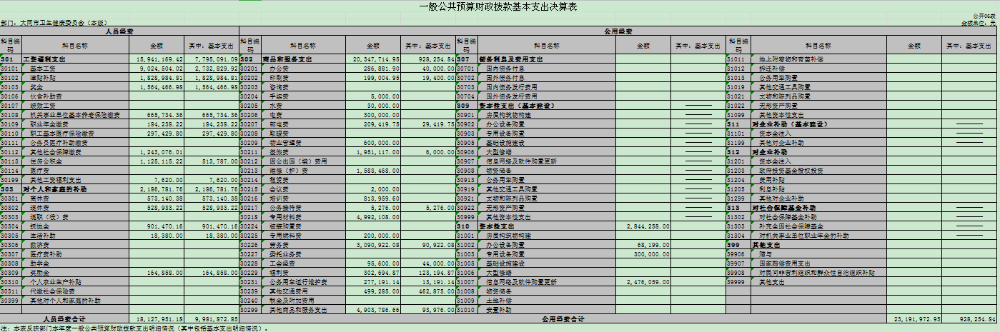 一般公共预算财政拨款基本支出决算表
公开06表
部门：大同市卫生健康委员会（本级） 金额单位：元
人员经费 公用经费
科目编码 科目名称 金额 其中：基本支出 科目编码 科目名称 金额 其中：基本支出 科目编码 科目名称 金额 其中：基本支出 科目编码 科目名称 金额 其中：基本支出
301 工资福利支出 15,941,169.42 7,795,091.09 302 商品和服务支出 20,347,714.95 928,254.84 307 债务利息及费用支出 31011 地上附着物和青苗补偿
30101 基本工资 9,024,504.02 2,732,829.92 30201 办公费 286,881.90 40,000.00 30701 国内债务付息 31012 拆迁补偿
30102 津贴补贴 1,828,984.81 1,828,984.81 30202 印刷费 199,004.95 19,400.00 30702 国外债务付息 31013 公务用车购置
30103 奖金 1,564,466.98 1,564,466.98 30203 咨询费 30703 国内债务发行费用 31019 其他交通工具购置
30106 伙食补助费 30204 手续费 5,000.00 30704 国外债务发行费用 31021 文物和陈列品购置
30107 绩效工资 30205 水费 30,000.00 309 资本性支出（基本建设） —— 31022 无形资产购置
30108 机关事业单位基本养老保险缴费 665,734.36 665,734.36 30206 电费 300,000.00 30901 房屋构筑物构建 —— 31099 其他资本性支出
30109 职业年金缴费 184,238.22 184,238.22 30207 邮电费 209,419.75 29,419.75 30902 办公设备购置 —— 311 对企业补助（基本建设） ——
30110 职工基本医疗保险缴费 297,429.80 297,429.80 30208 取暖费 30903 专用设备购置 —— 31101 资本金注入 ——
30111 公务员医疗补助缴费 30209 物业管理费 600,000.00 30905 基础设施建设 —— 31199 其他对企业补助 ——
30112 其他社会保障缴费 1,243,076.01 30211 差旅费 1,951,117.00 6,000.00 30906 大型修缮 —— 312 对企业补助
30113 住房公积金 1,125,115.22 513,787.00 30212 因公出国（境）费用 30907 信息网络及软件购置更新 —— 31201 资本金注入
30114 医疗费 30213 维修（护）费 1,583,468.00 30908 物资储备 —— 31203 政府投资基金股权投资
30199 其他工资福利支出 7,620.00 7,620.00 30214 租赁费 30913 公务用车购置 —— 31204 费用补贴
303 对个人和家庭的补助 2,186,781.76 2,186,781.76 30215 会议费 2,000.00 30919 其他交通工具购置 —— 31205 利息补贴
30301 离休费 573,140.38 573,140.38 30216 培训费 813,959.60 30921 文物和陈列品购置 —— 31299 其他对企业补助
30302 退休费 528,933.22 528,933.22 30217 公务接待费 5,276.00 5,276.00 30922 无形资产购置 —— 313 对社会保障基金补助 ——
30303 退职（役）费 30218 专用材料费 4,992,108.00 30999 其他资本性支出 —— 31302 对社会保障基金补助 ——
30304 抚恤金 901,470.16 901,470.16 30224 被装购置费 310 资本性支出 2,844,258.00 31303 补充全国社会保障基金 ——
30305 生活补助 18,380.00 18,380.00 30225 专用燃料费 200,000.00 31001 房屋构筑物构建 31304 对机关事业单位职业年金的补助 ——
30306 救济费 30226 劳务费 3,090,922.08 90,922.08 31002 办公设备购置 68,199.00 399 其他支出
30307 医疗费补助 30227 委托业务费 31003 专用设备购置 300,000.00 39906 赠与
30308 助学金 30228 工会经费 95,600.00 44,000.00 31005 基础设施建设 39907 国家赔偿费用支出
30309 奖励金 164,858.00 164,858.00 30229 福利费 302,694.87 123,194.87 31006 大型修缮 39908 对民间非营利组织和群众性自治组织补贴
30310 个人农业生产补贴 30231 公务用车运行维护费 277,191.14 13,191.14 31007 信息网络及软件购置更新 2,476,059.00 39999 其他支出
30311 代缴社会保险费 30239 其他交通费用 499,285.00 462,875.00 31008 物资储备
30399 其他对个人和家庭的补助 30240 税金及附加费用 31009 土地补偿
30299 其他商品和服务支出 4,903,786.66 93,976.00 31010 安置补助
人员经费合计 18,127,951.18 9,981,872.85 公用经费合计 23,191,972.95 928,254.84
注：本表反映部门本年度一般公共预算财政拨款支出明细情况（其中包括基本支出明细情况）．